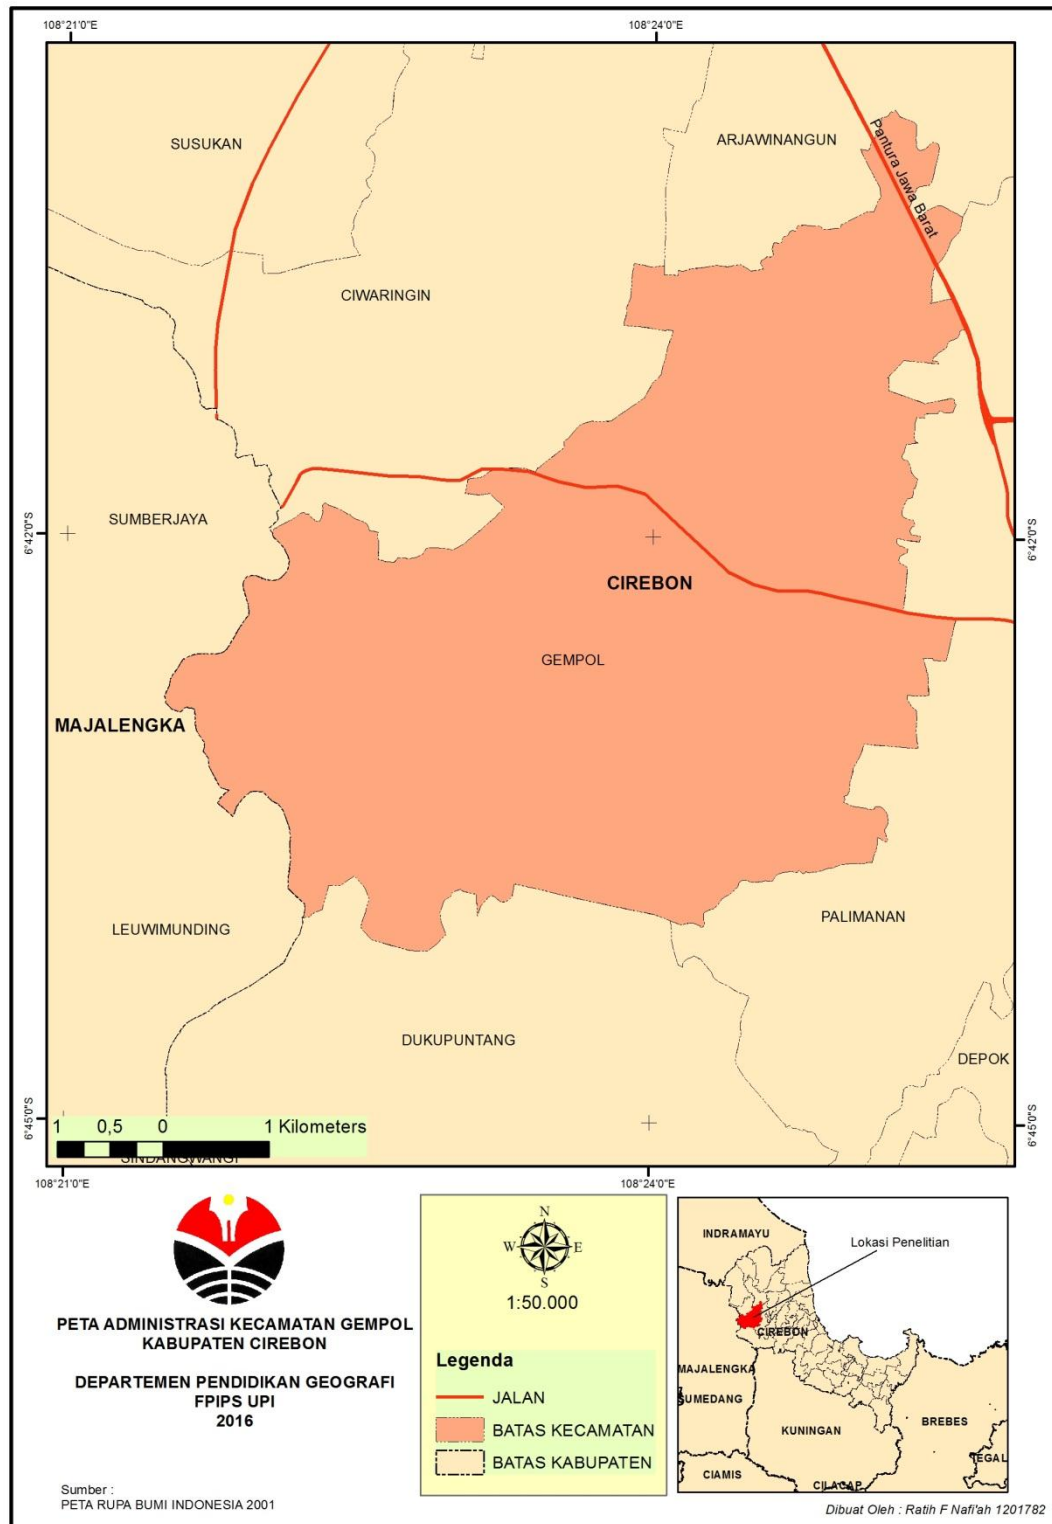 108°21'0"E
108°24'0"E
SUSUKAN
ARJAWINANGUN
Pantura Jawa Barat
CIWARINGIN
SUMBERJAYA
6°42'0"S
6°42'0"S
CIREBON
GEMPOL
MAJALENGKA
LEUWIMUNDING
PALIMANAN
DUKUPUNTANG
DEPOK
6°45'0"S
6°45'0"S
1 0,5 0 1 Kilometers
SINDANGWANGI
108°21'0"E
108°24'0"E
PETA ADMINISTRASI KECAMATAN GEMPOL
KABUPATEN CIREBON
DEPARTEMEN PENDIDIKAN GEOGRAFI
FPIPS UPI
2016
Sumber :
PETA RUPA BUMI INDONESIA 2001
N
W E
S
1:50.000
Legenda
JALAN
BATAS KECAMATAN
BATAS KABUPATEN
INDRAMAYU
Lokasi Penelitian
CIREBON
MAJALENGKA
SUMEDANG
KUNINGAN
BREBES
TEGAL
CIAMIS
CILACAP
Dibuat Oleh : Ratih F Nafi'ah 1201782